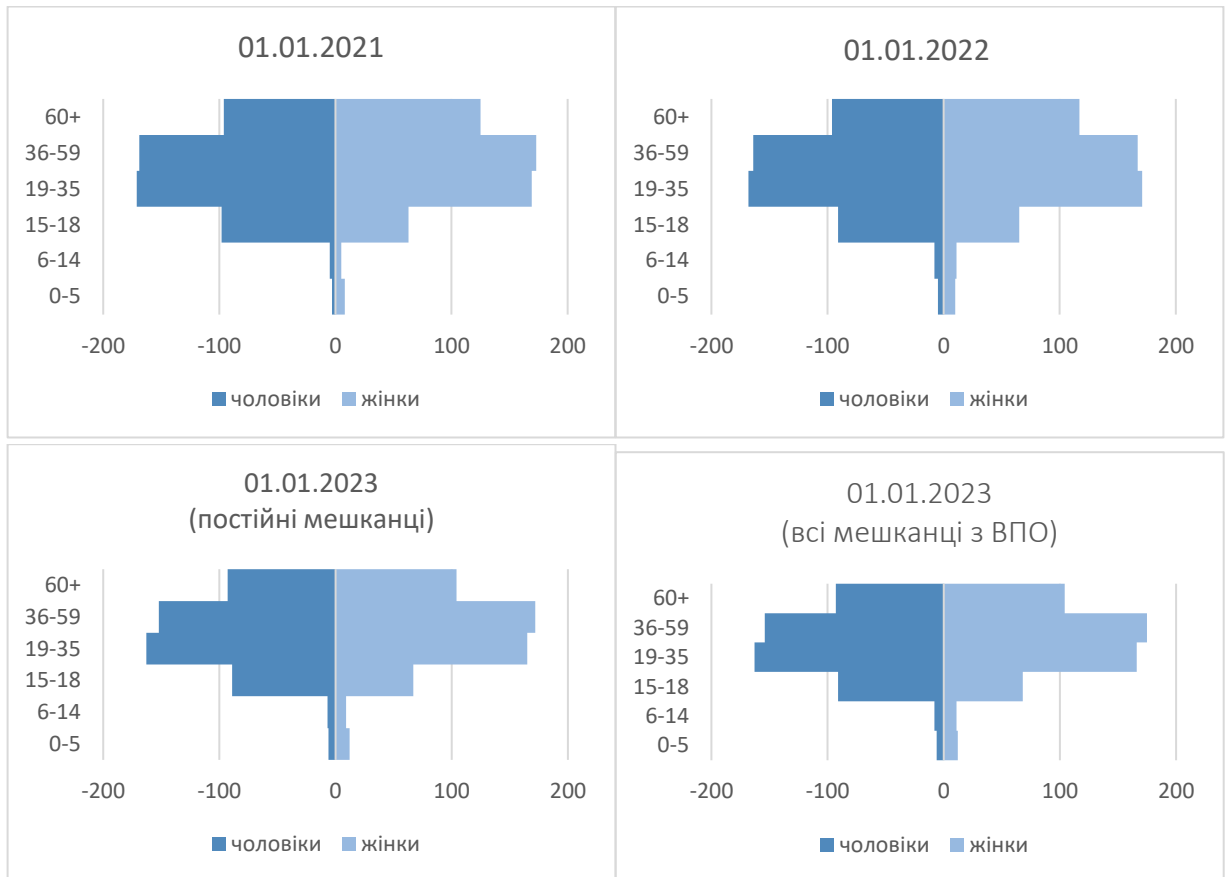 01.01.2021
60+
36-59
19-35
15-18
6-14
0-5
-200 -100 0 100 200
чоловіки жінки
01.01.2022
60+
36-59
19-35
15-18
6-14
0-5
-200 -100 0 100 200
чоловіки жінки
01.01.2023
(постійні мешканці)
60+
36-59
19-35
15-18
6-14
0-5
-200 -100 0 100 200
чоловіки жінки
01.01.2023
(всі мешканці з ВПО)
60+
36-59
19-35
15-18
6-14
0-5
-200 -100 0 100 200
чоловіки жінки